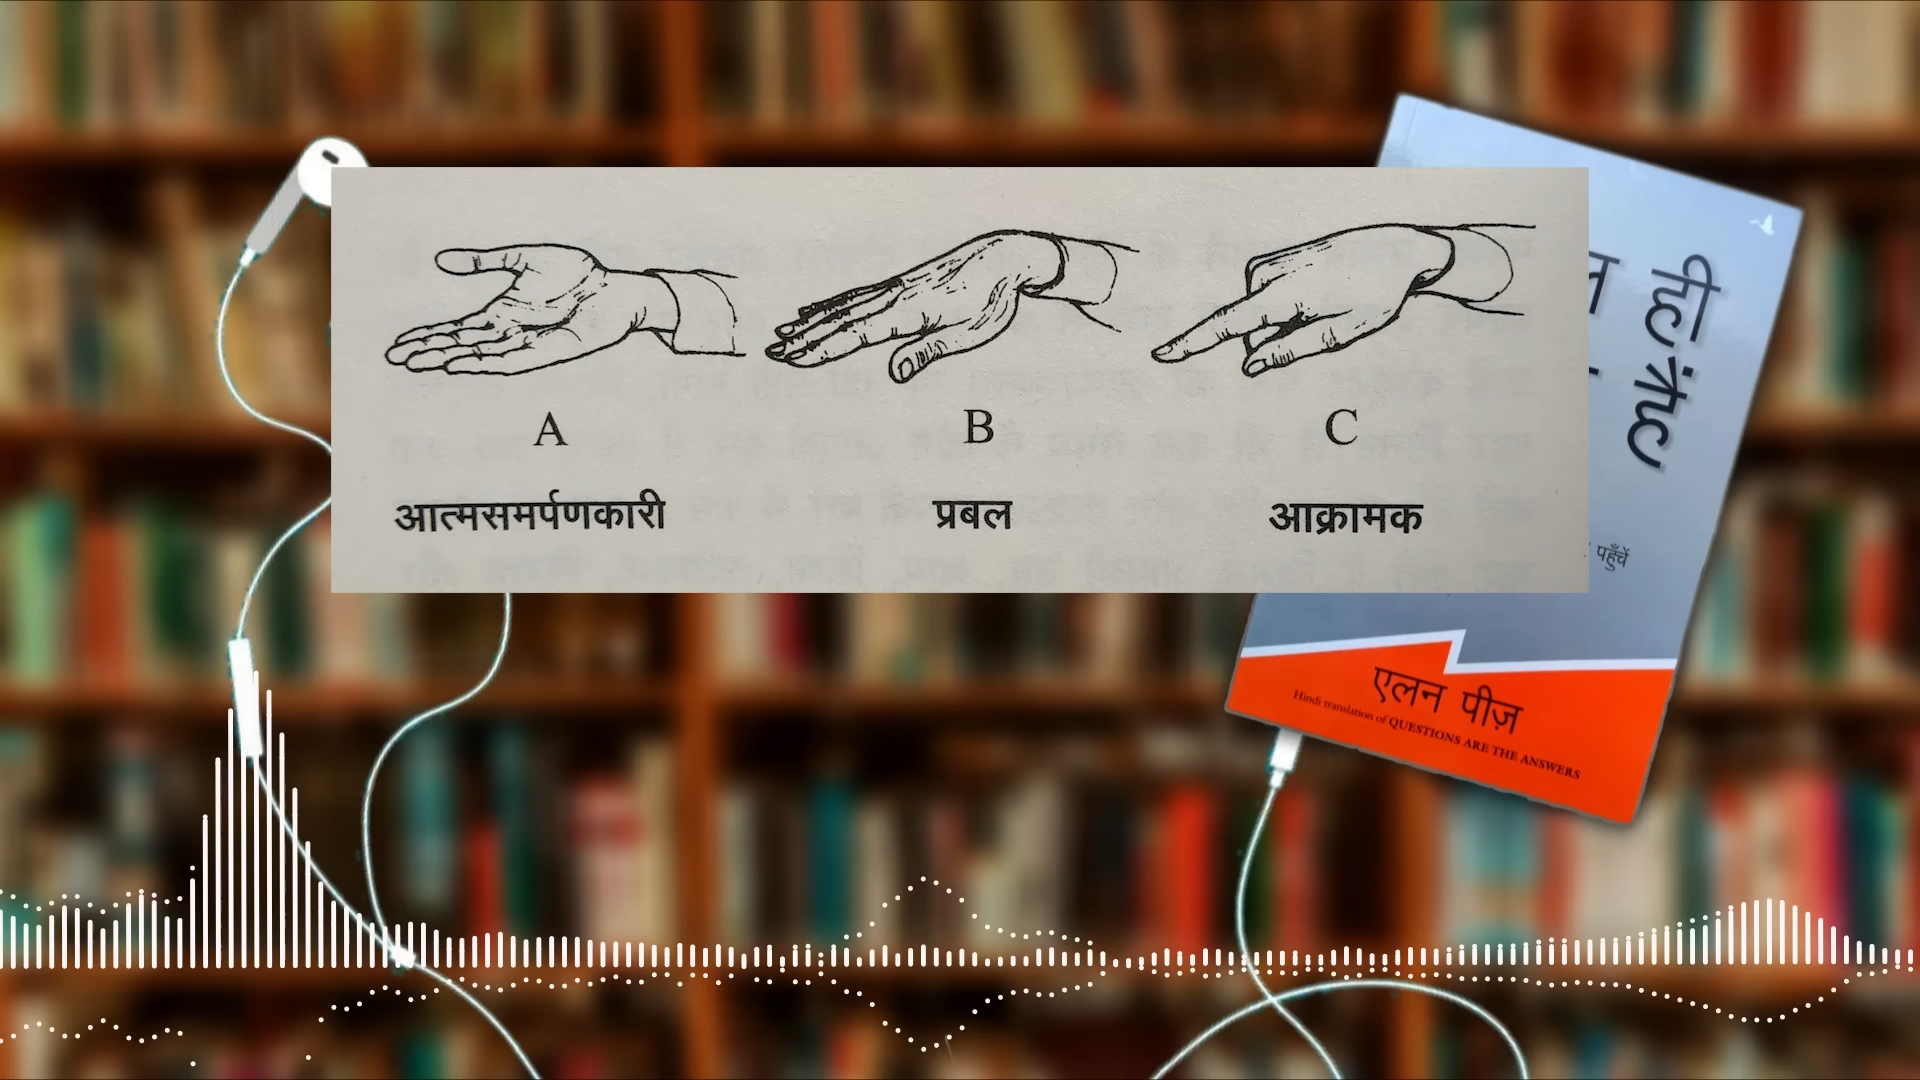 A B C
आत्मसमर्पणकारी प्रबल आक्रामक
हिंग
पहुँचें
एलन पीज़
Hindi translation of QUESTIONS ARE THE ANSWERS